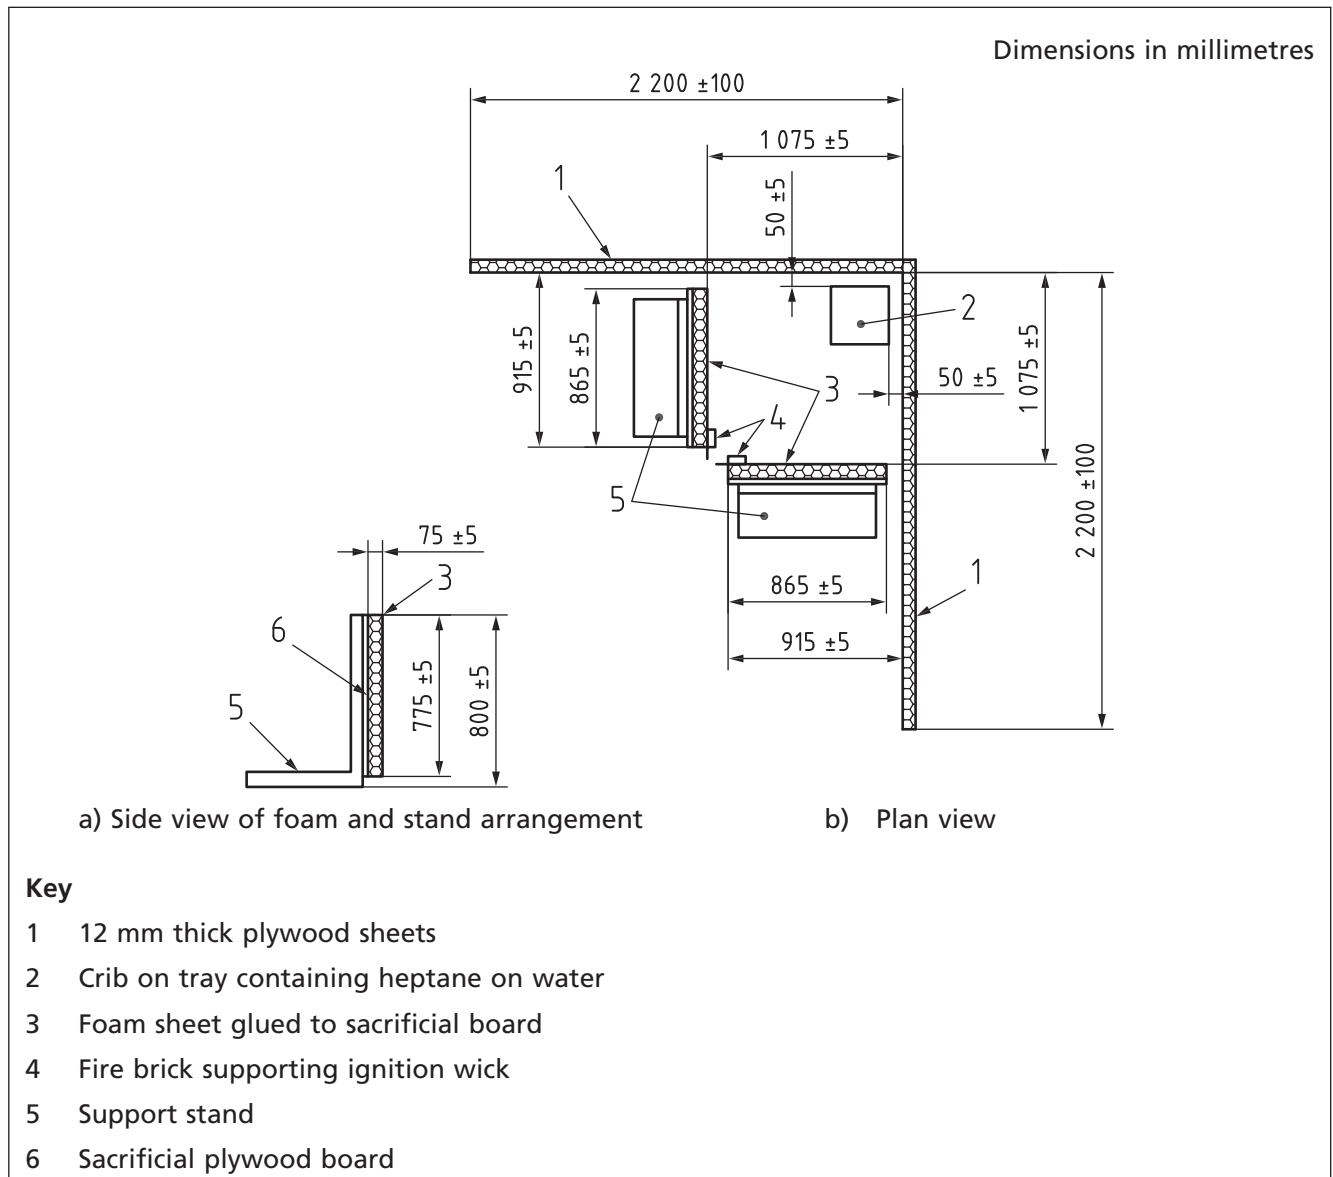 Dimensions in millimetres
2 200 ±100
1 075 ±5
1
50 ±5
2
915 ±5
865 ±5
3
50 ±5
1 075 ±5
4
2 200 ±100
5
75 ±5
3
865 ±5
1
6
915 ±5
775 ±5
800 ±5
5
a) Side view of foam and stand arrangement
b) Plan view
Key
1 12 mm thick plywood sheets
2 Crib on tray containing heptane on water
3 Foam sheet glued to sacrificial board
4 Fire brick supporting ignition wick
5 Support stand
6 Sacrificial plywood board